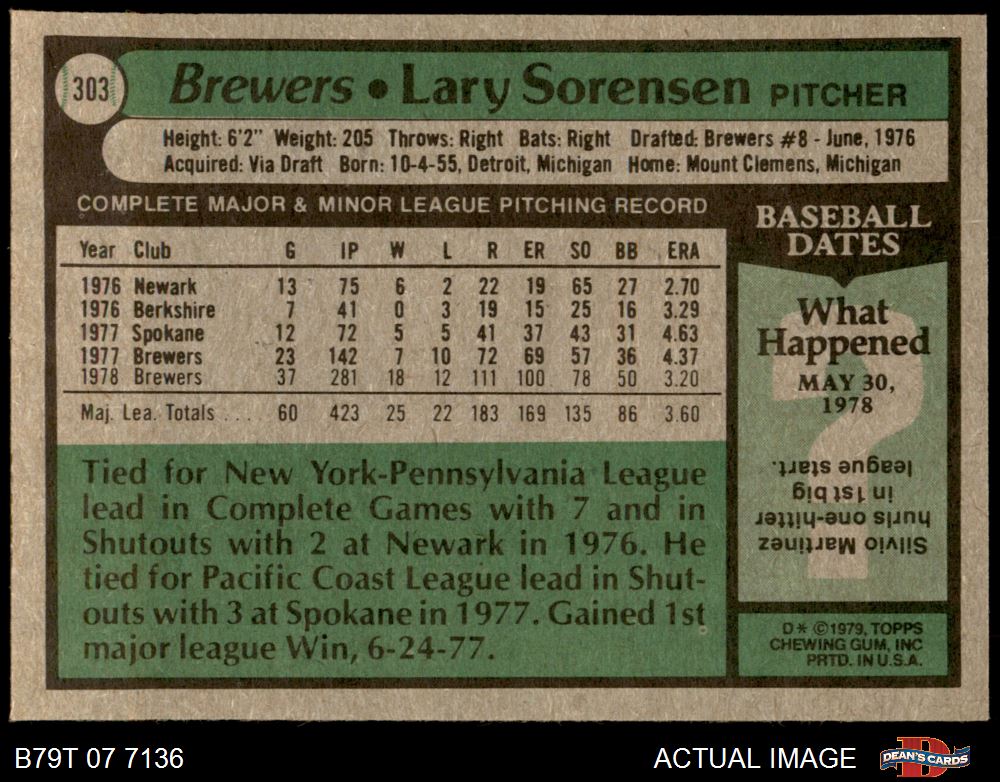 303
Brewers • Lary Sorensen PITCHER
Height: 6'2" Weight: 205 Throws: Right Bats: Right Drafted: Brewers #8 - June, 1976
Acquired: Via Draft Born: 10-4-55, Detroit, Michigan Home: Mount Clemens, Michigan
COMPLETE MAJOR & MINOR LEAGUE PITCHING RECORD
Year Club G IP W L R ER SO BB ERA
1976 Newark 13 75 6 2 22 19 65 27 2.70
1976 Berkshire 7 41 0 3 19 15 25 16 3.29
1977 Spokane 12 72 5 5 41 37 43 31 4.63
1977 Brewers 23 142 7 10 72 69 57 36 4.37
1978 Brewers 37 281 18 12 111 100 78 50 3.20
Maj. Lea. Totals .... 60 423 25 22 183 169 135 86 3.60
Tied for New York-Pennsylvania League
lead in Complete Games with 7 and in
Shutouts with 2 at Newark in 1976. He
tied for Pacific Coast League lead in Shut-
outs with 3 at Spokane in 1977. Gained 1st
major league Win, 6-24-77.
BASEBALL
DATES
What
Happened
MAY 30,
1978
?
Silvio Martinez
hurls one-hitter
in 1st big
league start.
D* ©1979, TOPPS
CHEWING GUM, INC
PRTD. IN U.S.A.
B79T 07 7136
ACTUAL IMAGE
D
DEAN'S CARDS